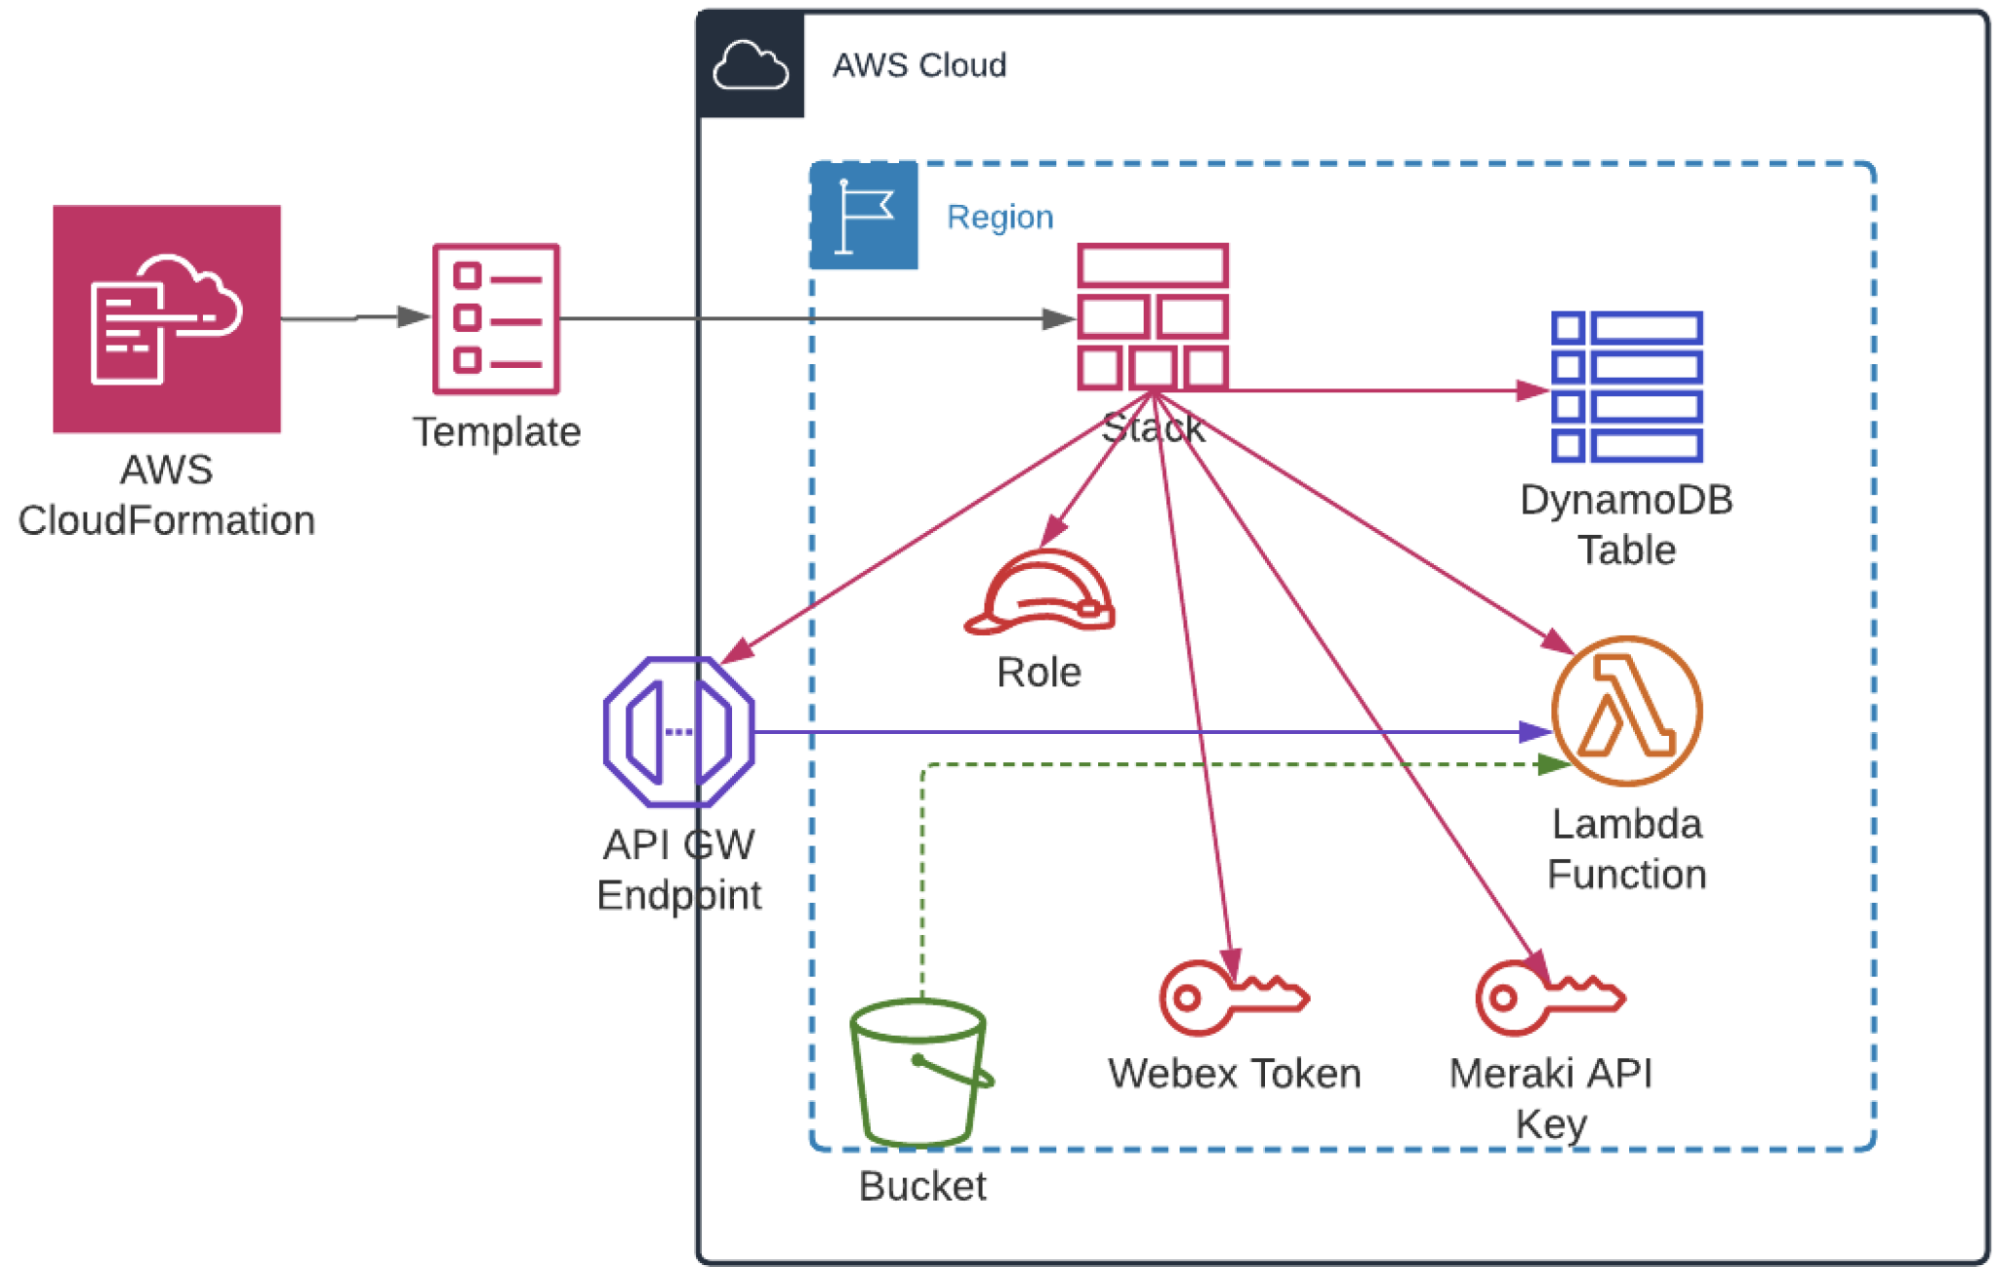 AWS Cloud
Region
AWS
CloudFormation
Template
Stack
DynamoDB
Table
Role
API GW
Endpoint
Lambda
Function
Webex Token
Meraki API
Key
Bucket